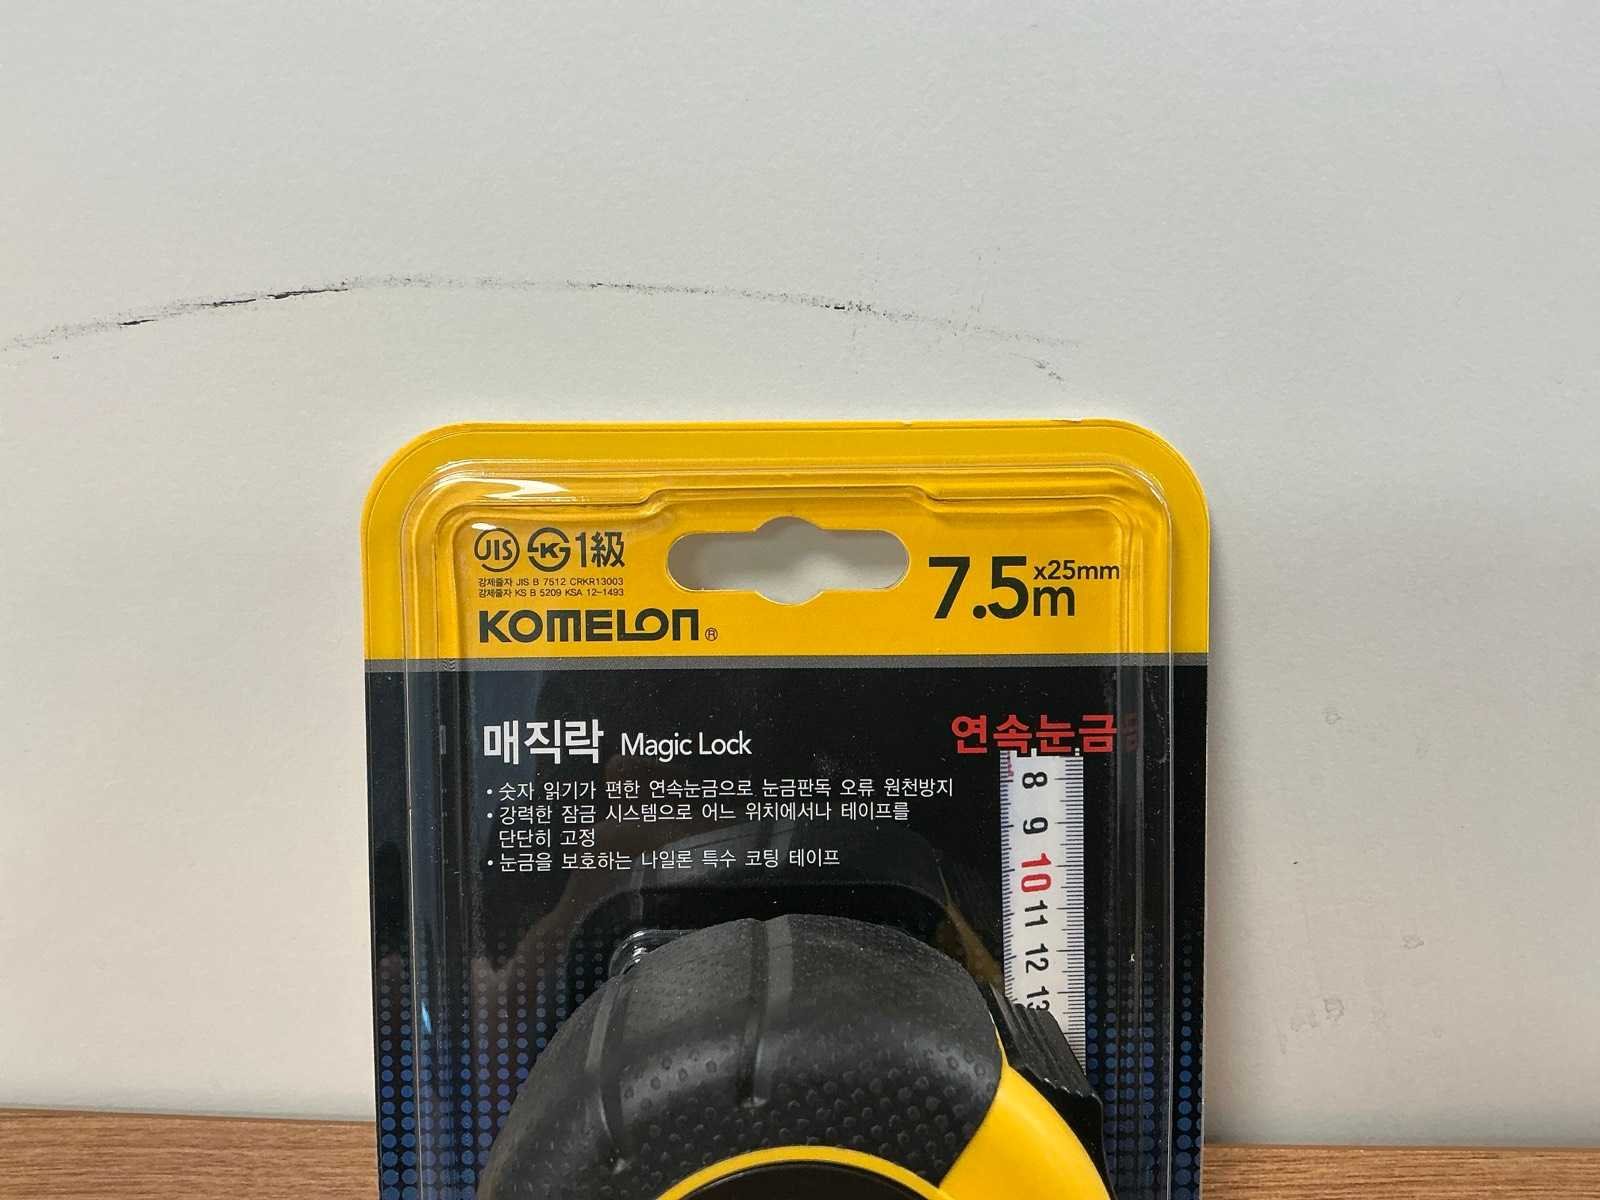 JIS K 1級
강제줄자 JIS B 7512 CRKR13003
강제줄자 KS B 5209 KSA 12-1493
KOMELON®
7.5m x25mm
매직락 Magic Lock
연속눈금
• 숫자 읽기가 편한 연속눈금으로 눈금판독 오류 원천방지
• 강력한 잠금 시스템으로 어느 위치에서나 테이프를
단단히 고정
• 눈금을 보호하는 나일론 특수 코팅 테이프
8
9
10
11
12
13